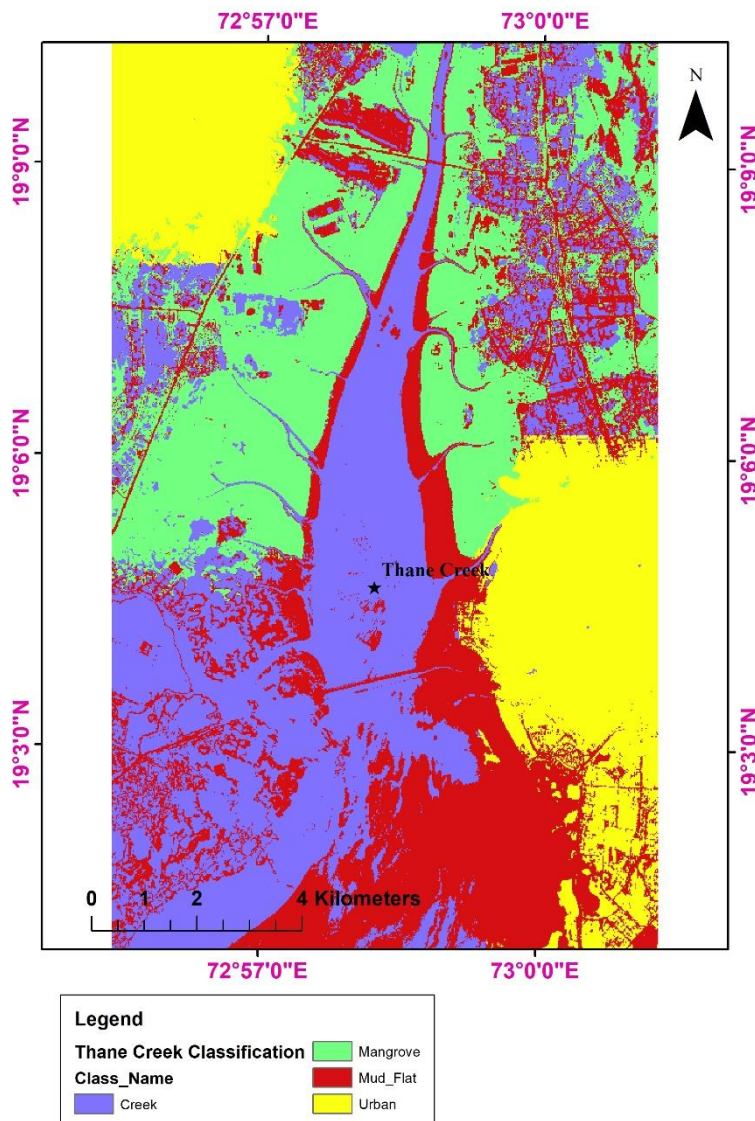 72°57'0"E 73°0'0"E
N
19°9'0"N 19°9'0"N
19°6'0"N 19°6'0"N
Thane Creek
19°3'0"N 19°3'0"N
0 1 2 4 Kilometers
72°57'0"E 73°0'0"E
Legend
Thane Creek Classification Mangrove
Class_Name Mud_Flat
Creek Urban